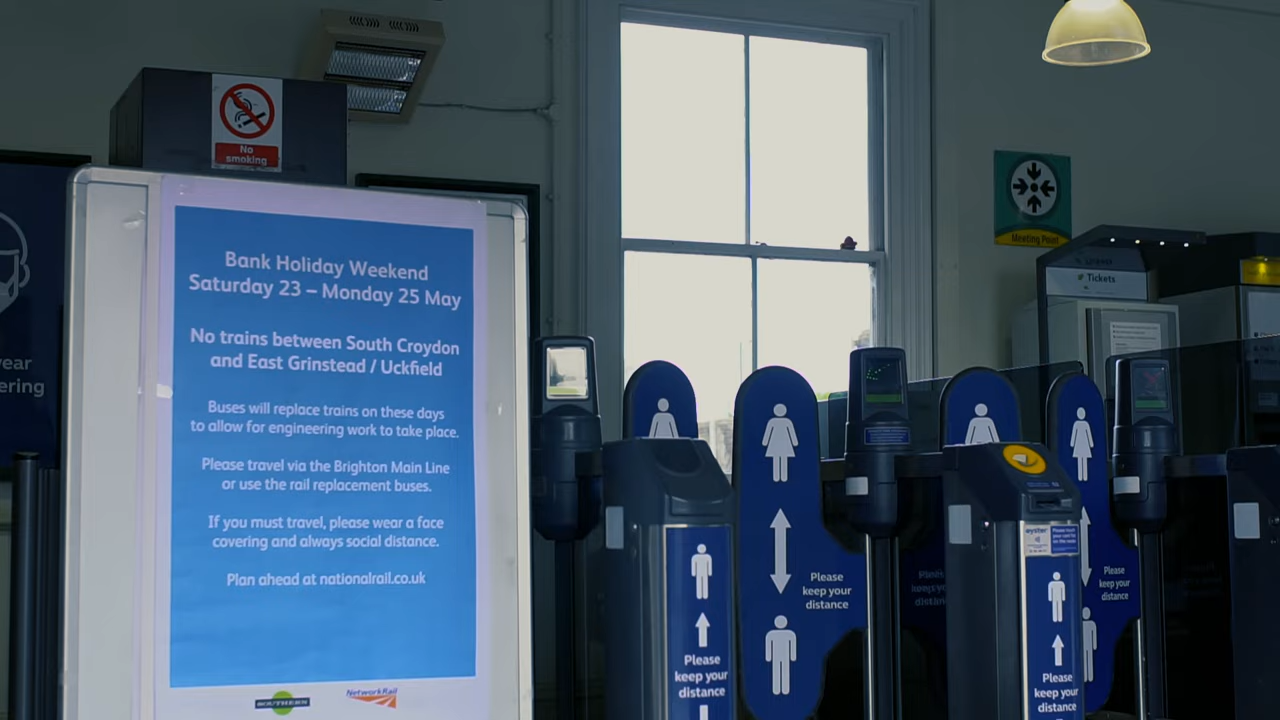 No
smoking
Bank Holiday Weekend
Saturday 23 – Monday 25 May
No trains between South Croydon
and East Grinstead / Uckfield
Buses will replace trains on these days
to allow for engineering work to take place.
Please travel via the Brighton Main Line
or use the rail replacement buses.
If you must travel, please wear a face
covering and always social distance.
Plan ahead at nationalrail.co.uk
SOUTHERN
NetworkRail
Meeting Point
Tickets
oyster
Please
keep your
distance
Please
keep your
distance
Please
keep your
distance
Please
keep your
distance